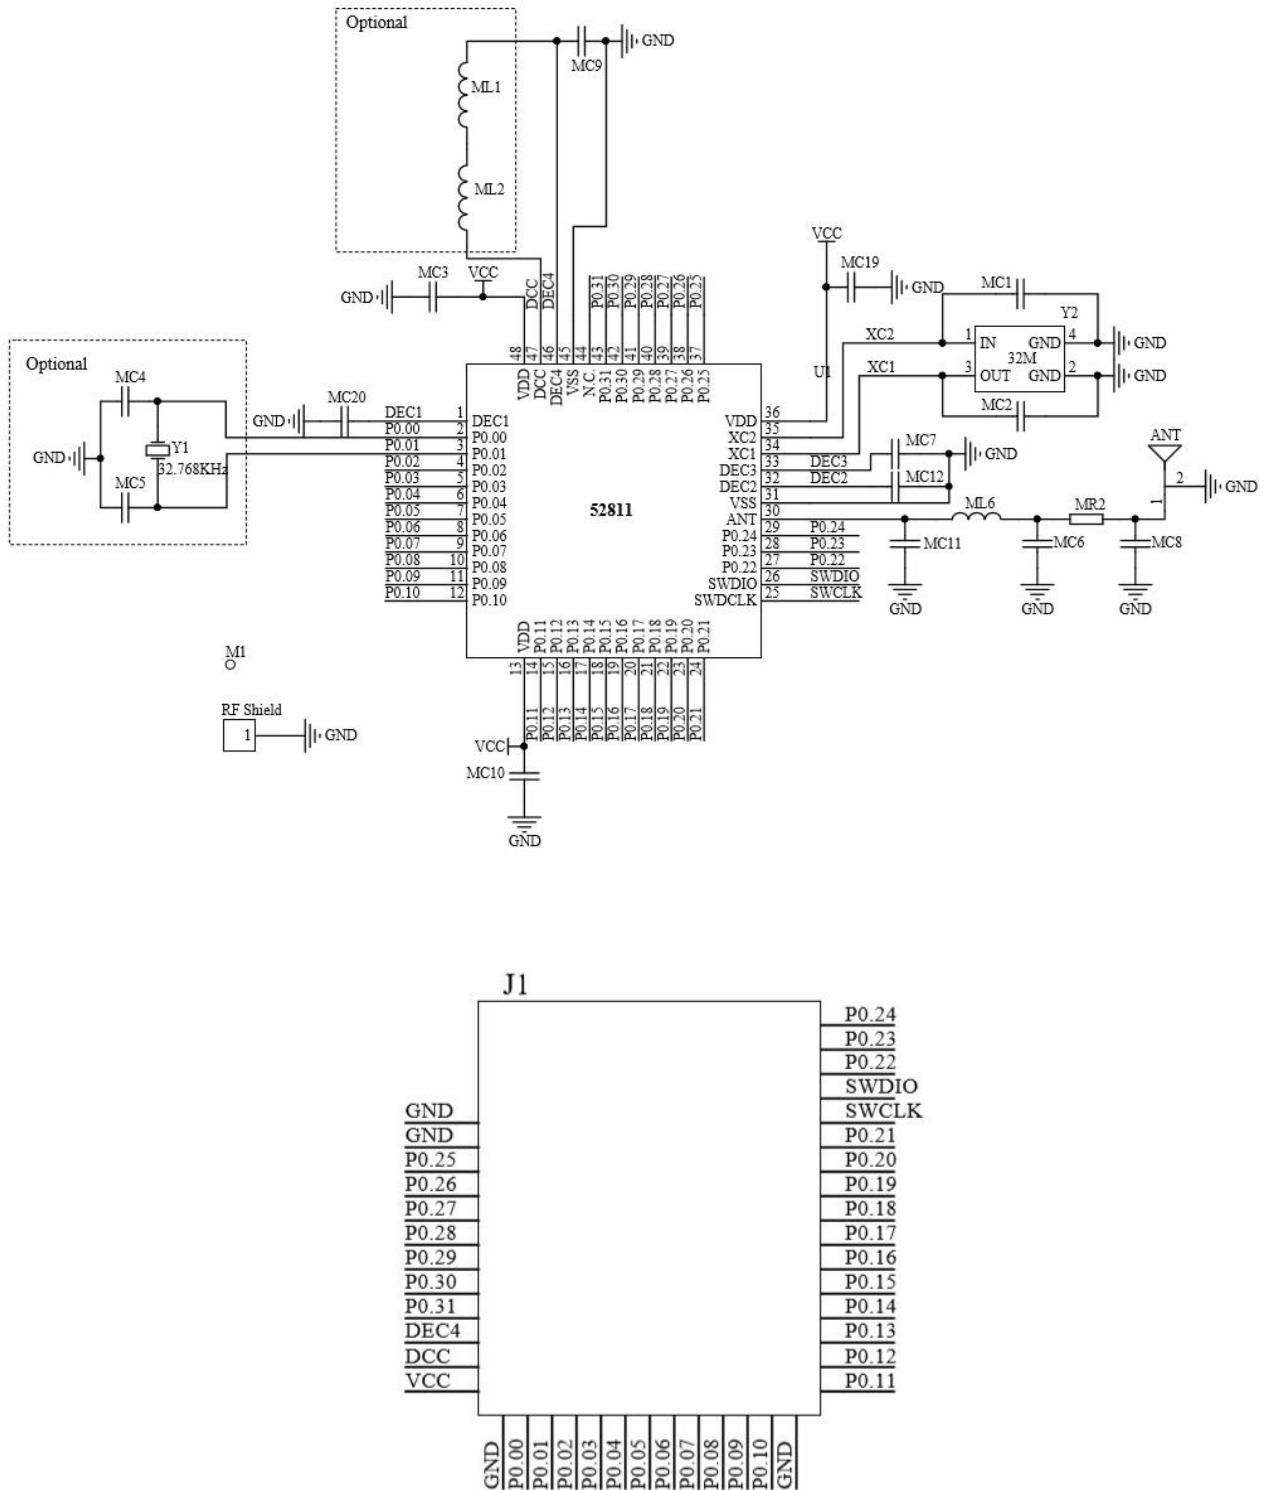 Optional
ML1
ML2
MC9
GND
MC3
VCC
GND
DCC
DEC4
P0.31
P0.30
P0.29
P0.28
P0.27
P0.26
P0.25
48
47
46
45
44
43
42
41
40
39
38
37
VDD
DCC
DEC4
VSS
N.C.
P0.31
P0.30
P0.29
P0.28
P0.27
P0.26
P0.25
VCC
MC19
GND
MC1
Y2
XC2
1 IN GND 4
GND
32M
XC1
3 OUT GND 2
GND
MC2
U1
Optional
MC4
GND
Y1
32.768KHz
MC5
MC20
GND
DEC1 1 DEC1
P0.00 2 P0.00
P0.01 3 P0.01
P0.02 4 P0.02
P0.03 5 P0.03
P0.04 6 P0.04
P0.05 7 P0.05
P0.06 8 P0.06
P0.07 9 P0.07
P0.08 10 P0.08
P0.09 11 P0.09
P0.10 12 P0.10
52811
VDD 36
XC2 35
XC1 34
DEC3 33 DEC3
DEC2 32 DEC2
VSS 31
ANT 30
P0.24 29 P0.24
P0.23 28 P0.23
P0.22 27 P0.22
SWDIO 26 SWDIO
SWDCLK 25 SWCLK
MC7
GND
MC12
ANT
2
GND
1
ML6
MR2
MC11
MC6
MC8
GND
GND
GND
VDD
P0.11
P0.12
P0.13
P0.14
P0.15
P0.16
P0.17
P0.18
P0.19
P0.20
P0.21
13
14
15
16
17
18
19
20
21
22
23
24
P0.11
P0.12
P0.13
P0.14
P0.15
P0.16
P0.17
P0.18
P0.19
P0.20
P0.21
M1
RF Shield
1
GND
VCC
MC10
GND
J1
GND
GND
P0.25
P0.26
P0.27
P0.28
P0.29
P0.30
P0.31
DEC4
DCC
VCC
P0.24
P0.23
P0.22
SWDIO
SWCLK
P0.21
P0.20
P0.19
P0.18
P0.17
P0.16
P0.15
P0.14
P0.13
P0.12
P0.11
GND
P0.00
P0.01
P0.02
P0.03
P0.04
P0.05
P0.06
P0.07
P0.08
P0.09
P0.10
GND